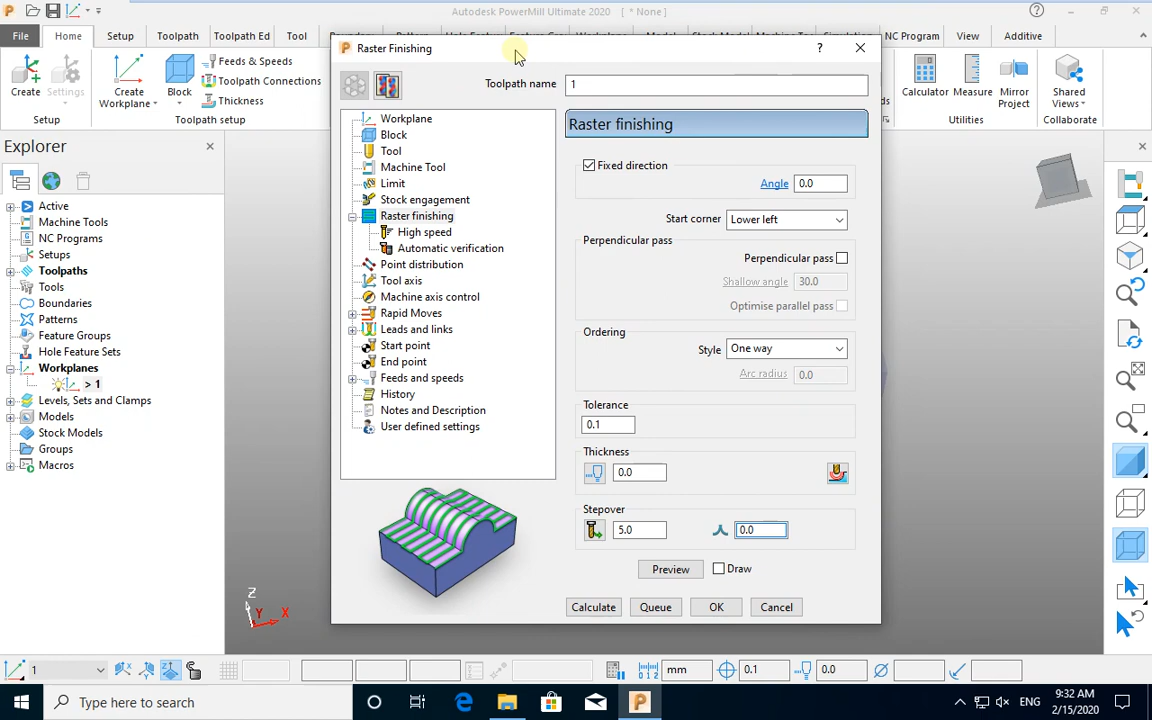 Autodesk PowerMill Ultimate 2020 [ * None ]
File Home Setup Toolpath Toolpath Ed Tool NC Program View Additive
Create Settings Create Workplane Block Feeds & Speeds Toolpath Connections Thickness
Setup Toolpath setup
Calculator Measure Mirror Project Shared Views
Utilities Collaborate
Explorer
Active
Machine Tools
NC Programs
Setups
Toolpaths
Tools
Boundaries
Patterns
Feature Groups
Hole Feature Sets
Workplanes
> 1
Levels, Sets and Clamps
Models
Stock Models
Groups
Macros
Raster Finishing ?
Toolpath name 1
Workplane
Block
Tool
Machine Tool
Limit
Stock engagement
Raster finishing
High speed
Automatic verification
Point distribution
Tool axis
Machine axis control
Rapid Moves
Leads and links
Start point
End point
Feeds and speeds
History
Notes and Description
User defined settings
Raster finishing
Fixed direction
Angle 0.0
Start corner Lower left
Perpendicular pass
Perpendicular pass
Shallow angle 30.0
Optimise parallel pass
Ordering
Style One way
Arc radius 0.0
Tolerance
0.1
Thickness
0.0
Stepover
5.0 0.0
Preview Draw
Calculate Queue OK Cancel
Z
Y X
1 mm 0.1 0.0
Type here to search
ENG
9:32 AM
2/15/2020